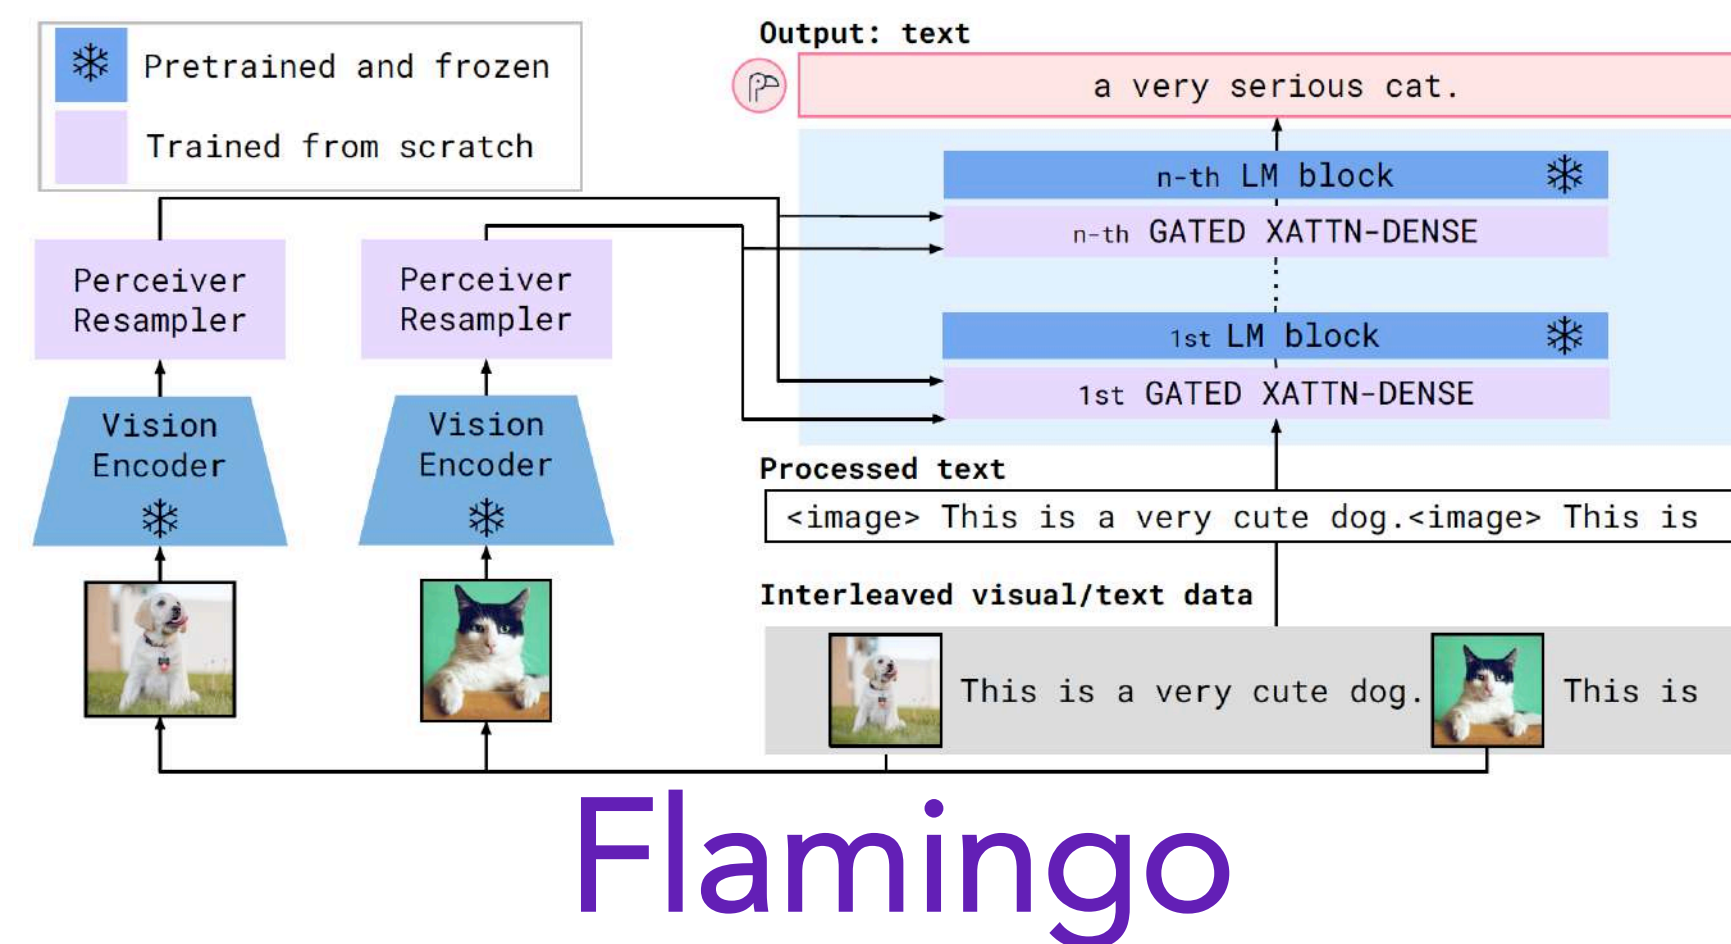 Pretrained and frozen
Trained from scratch
Perceiver
Resampler
Vision
Encoder
Perceiver
Resampler
Vision
Encoder
Output: text
a very serious cat.
n-th LM block
n-th GATED XATTN-DENSE
1st LM block
1st GATED XATTN-DENSE
Processed text
<image> This is a very cute dog.<image> This is
Interleaved visual/text data
This is a very cute dog.
This is
Flamingo